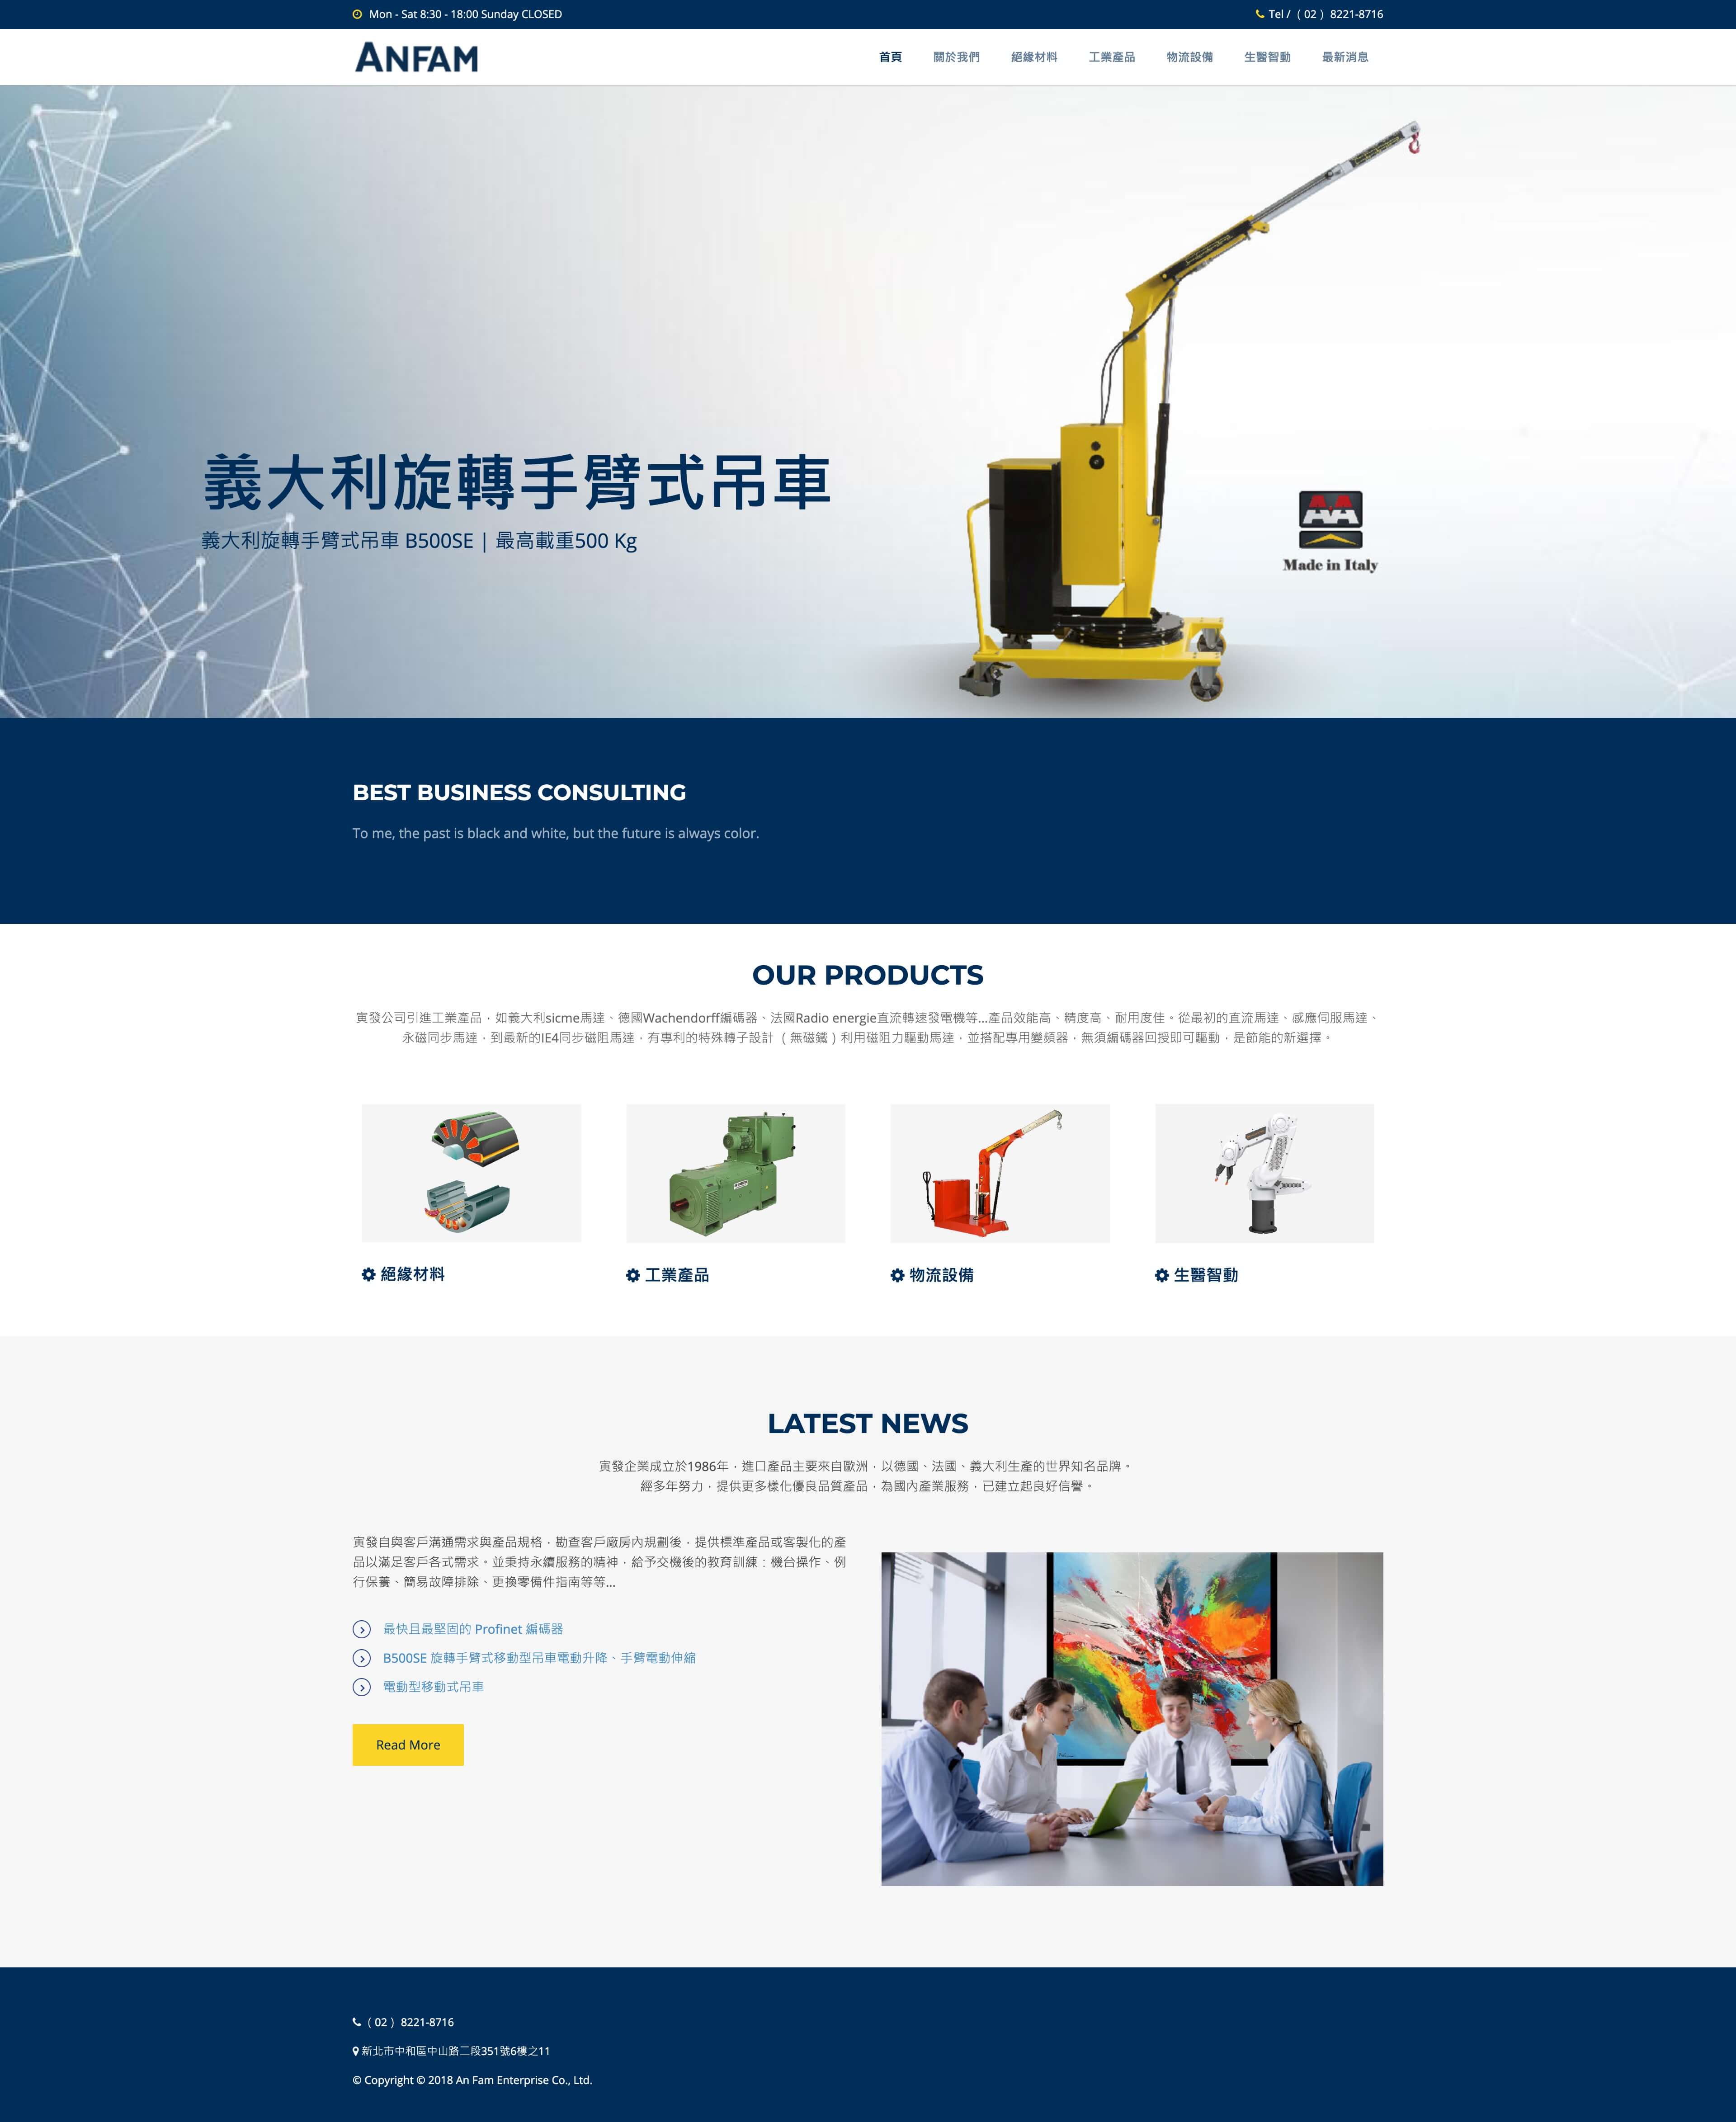 Mon - Sat 8:30 - 18:00 Sunday CLOSED
Tel /（02）8221-8716
ANFAM
首頁 關於我們 絕緣材料 工業產品 物流設備 生醫智動 最新消息
義大利旋轉手臂式吊車
義大利旋轉手臂式吊車 B500SE | 最高載重500 Kg
Made in Italy
BEST BUSINESS CONSULTING
To me, the past is black and white, but the future is always color.
OUR PRODUCTS
寅發公司引進工業產品，如義大利sicme馬達、德國Wachendorff編碼器、法國Radio energie直流轉速發電機等...產品效能高、精度高、耐用度佳。從最初的直流馬達、感應伺服馬達、
永磁同步馬達，到最新的IE4同步磁阻馬達，有專利的特殊轉子設計 （無磁鐵）利用磁阻力驅動馬達，並搭配專用變頻器，無須編碼器回授即可驅動，是節能的新選擇。
絕緣材料
工業產品
物流設備
生醫智動
LATEST NEWS
寅發企業成立於1986年，進口產品主要來自歐洲，以德國、法國、義大利生產的世界知名品牌。
經多年努力，提供更多樣化優良品質產品，為國內產業服務，已建立起良好信譽。
寅發自與客戶溝通需求與產品規格，勘查客戶廠房內規劃後，提供標準產品或客製化的產
品以滿足客戶各式需求。並秉持永續服務的精神，給予交機後的教育訓練：機台操作、例
行保養、簡易故障排除、更換零備件指南等等...
最快且最堅固的 Profinet 編碼器
B500SE 旋轉手臂式移動型吊車電動升降、手臂電動伸縮
電動型移動式吊車
Read More
（02）8221-8716
新北市中和區中山路二段351號6樓之11
© Copyright © 2018 An Fam Enterprise Co., Ltd.